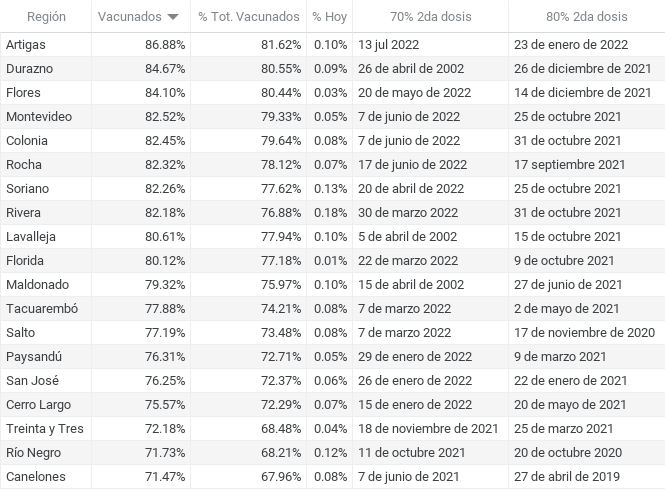 Región Vacunados % Tot. Vacunados % Hoy 70% 2da dosis 80% 2da dosis
Artigas 86.88% 81.62% 0.10% 13 jul 2022 23 de enero de 2022
Durazno 84.67% 80.55% 0.09% 26 de abril de 2002 26 de diciembre de 2021
Flores 84.10% 80.44% 0.03% 20 de mayo de 2022 14 de diciembre de 2021
Montevideo 82.52% 79.33% 0.05% 7 de junio de 2022 25 de octubre 2021
Colonia 82.45% 79.64% 0.08% 7 de junio de 2022 31 de octubre 2021
Rocha 82.32% 78.12% 0.07% 17 de junio de 2022 17 septiembre 2021
Soriano 82.26% 77.62% 0.13% 20 de abril de 2022 25 de octubre 2021
Rivera 82.18% 76.88% 0.18% 30 de marzo 2022 31 de octubre 2021
Lavalleja 80.61% 77.94% 0.10% 5 de abril de 2002 15 de octubre 2021
Florida 80.12% 77.18% 0.01% 22 de marzo 2022 9 de octubre 2021
Maldonado 79.32% 75.97% 0.10% 15 de abril de 2002 27 de junio de 2021
Tacuarembó 77.88% 74.21% 0.08% 7 de marzo 2022 2 de mayo de 2021
Salto 77.19% 73.48% 0.08% 7 de marzo 2022 17 de noviembre de 2020
Paysandú 76.31% 72.71% 0.05% 29 de enero de 2022 9 de marzo 2021
San José 76.25% 72.37% 0.06% 26 de enero de 2022 22 de enero de 2021
Cerro Largo 75.57% 72.29% 0.07% 15 de enero de 2022 20 de mayo de 2021
Treinta y Tres 72.18% 68.48% 0.04% 18 de noviembre de 2021 25 de marzo 2021
Río Negro 71.73% 68.21% 0.12% 11 de octubre 2021 20 de octubre 2020
Canelones 71.47% 67.96% 0.08% 7 de junio de 2021 27 de abril de 2019